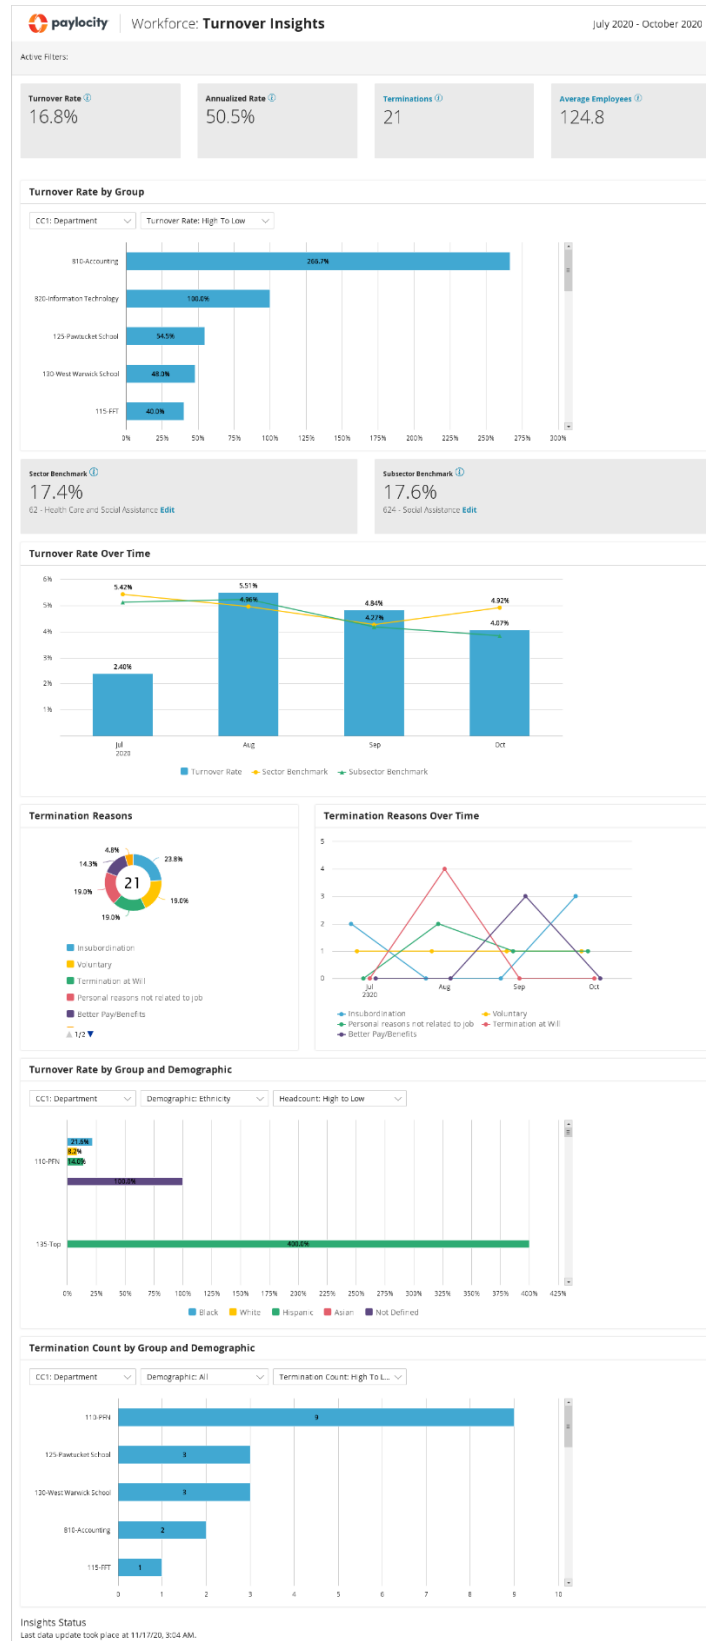 paylocity Workforce: Turnover Insights July 2020 - October 2020
Active Filters:
Turnover Rate Annualized Rate Terminations Average Employees
16.8% 50.5% 21 124.8
Turnover Rate by Group
CC1: Department Turnover Rate: High To Low
810-Accounting 266.7%
820-Information Technology 100.0%
125-Pawtucket School 54.5%
130-West Warwick School 48.0%
115-FFT 40.0%
0% 25% 50% 75% 100% 125% 150% 175% 200% 225% 250% 275% 300%
Sector Benchmark Subsector Benchmark
17.4% 17.6%
62 - Health Care and Social Assistance Edit 624 - Social Assistance Edit
Turnover Rate Over Time
6%
5.42% 5.51%
5% 4.96% 4.84% 4.92%
4.27%
4% 4.07%
3%
2.40%
2%
1%
Jul Aug Sep Oct
2020
Turnover Rate Sector Benchmark Subsector Benchmark
Termination Reasons Termination Reasons Over Time
4.8% 23.8%
14.3%
21
19.0% 19.0%
19.0%
Insubordination
Voluntary
Termination at Will
Personal reasons not related to job
Better Pay/Benefits
1/2
5
4
3
2
1
0
Jul Aug Sep Oct
2020
Insubordination Voluntary
Personal reasons not related to job Termination at Will
Better Pay/Benefits
Turnover Rate by Group and Demographic
CC1: Department Demographic: Ethnicity Headcount: High to Low
21.6%
8.2%
110-PFN 14.0%
100.0%
135-Top 400.0%
0% 25% 50% 75% 100% 125% 150% 175% 200% 225% 250% 275% 300% 325% 350% 375% 400% 425%
Black White Hispanic Asian Not Defined
Termination Count by Group and Demographic
CC1: Department Demographic: All Termination Count: High To L...
110-PFN 9
125-Pawtucket School 3
130-West Warwick School 3
810-Accounting 2
115-FFT 1
0 1 2 3 4 5 6 7 8 9 10
Insights Status
Last data update took place at 11/17/20, 3:04 AM.